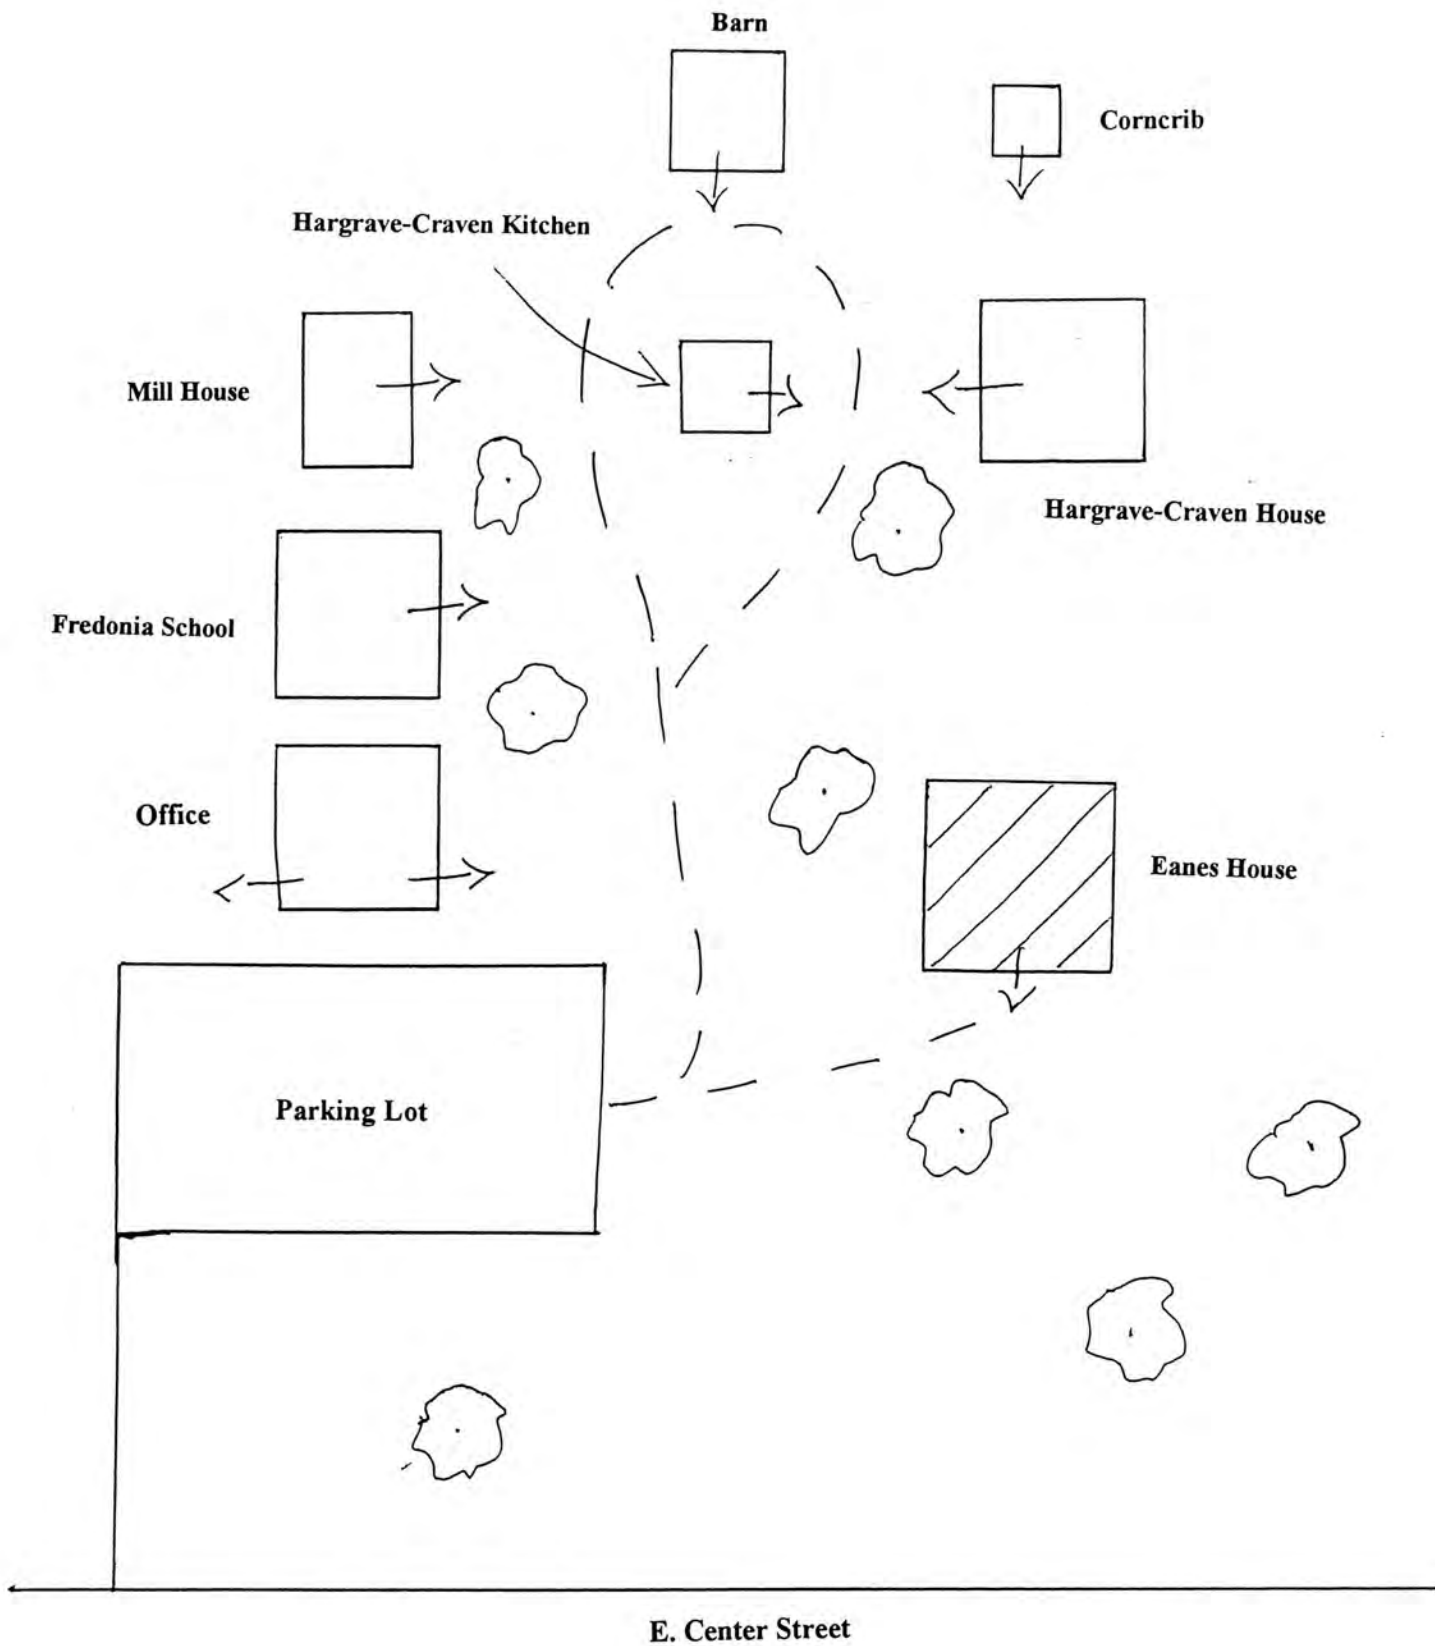 Barn
Corncrib
Hargrave-Craven Kitchen
Mill House
Hargrave-Craven House
Fredonia School
Office
Eanes House
Parking Lot
E. Center Street